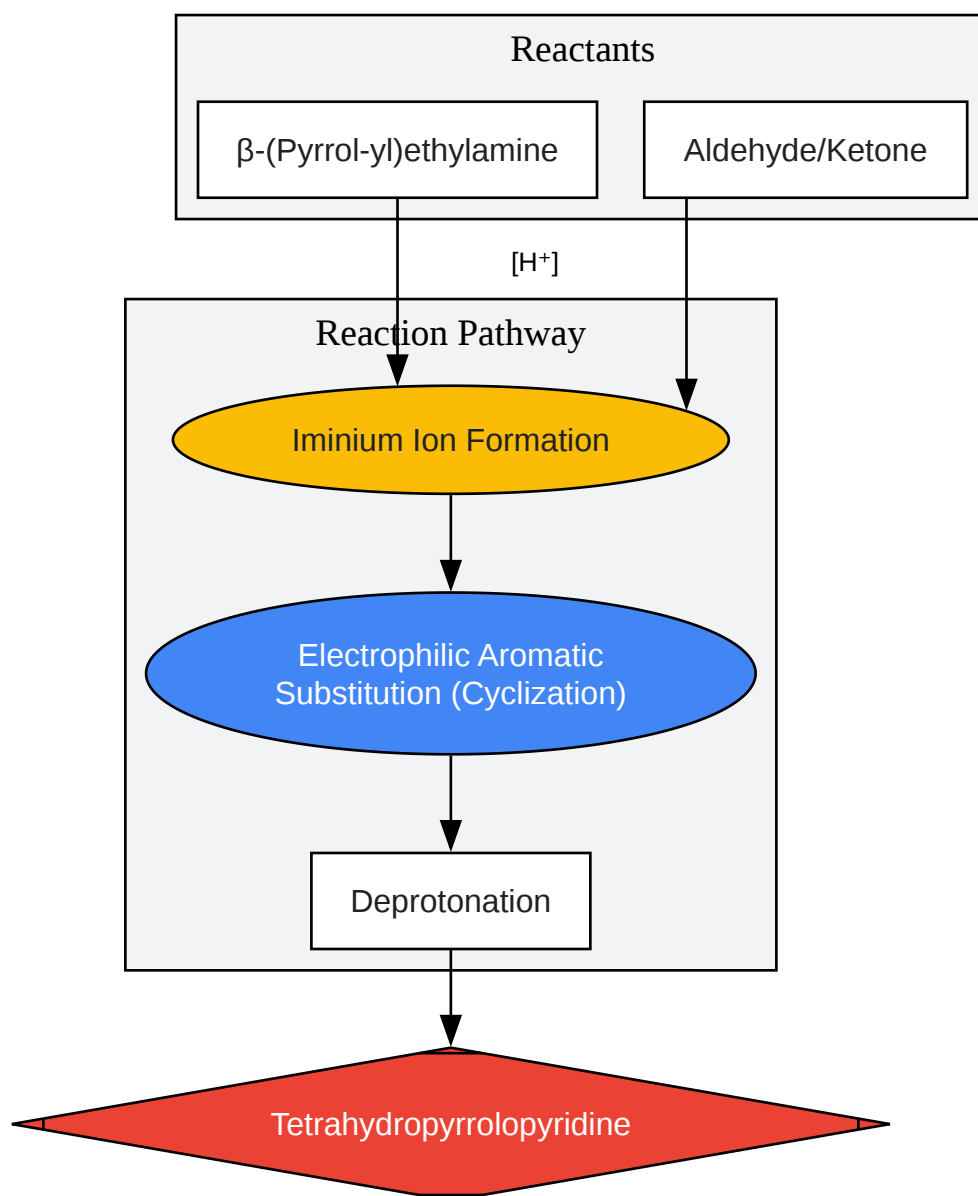 Reactants
β-(Pyrrol-yl)ethylamine
Aldehyde/Ketone
[H⁺]
Reaction Pathway
Iminium Ion Formation
Electrophilic Aromatic
Substitution (Cyclization)
Deprotonation
Tetrahydropyrrolopyridine